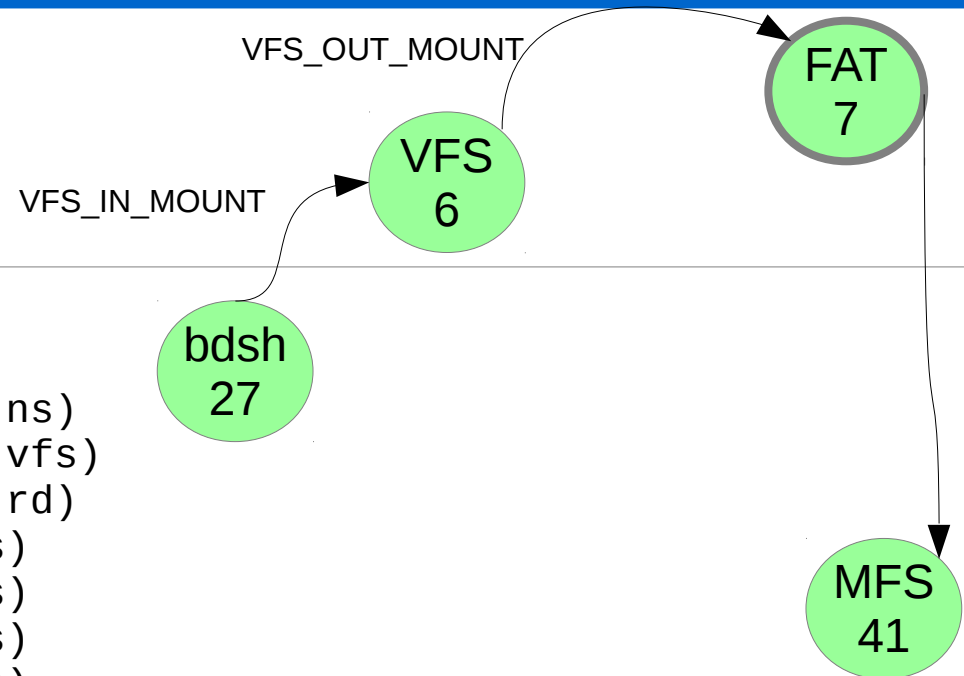 VFS_OUT_MOUNT
FAT
7
VFS
6
VFS_IN_MOUNT
bdsh
27
ns)
vfs)
rd)
s)
s)
s)
MFS
41